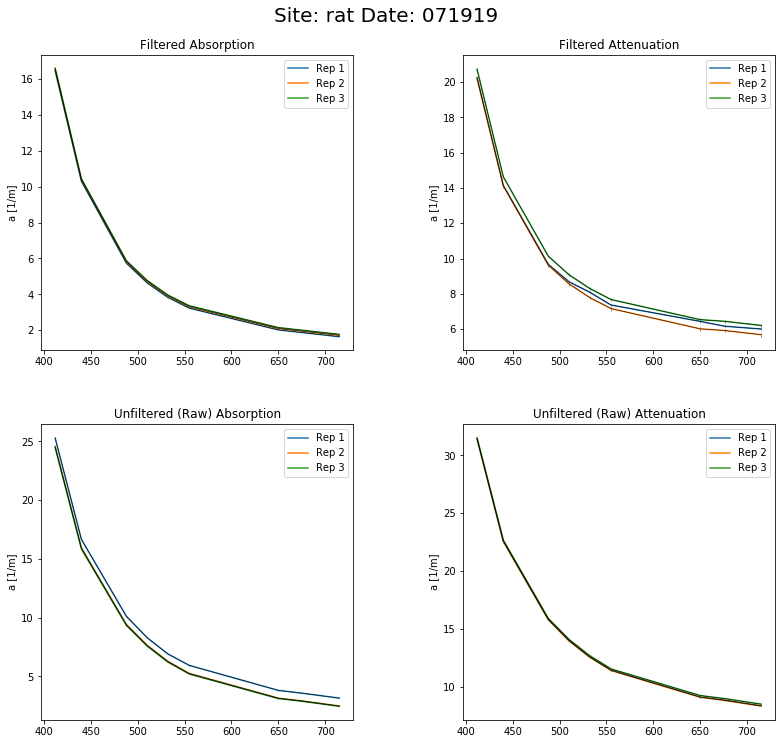 Site: rat Date: 071919
Filtered Absorption
Rep 1
Rep 2
Rep 3
a [1/m]
16
14
12
10
8
6
4
2
400 450 500 550 600 650 700
Filtered Attenuation
Rep 1
Rep 2
Rep 3
a [1/m]
20
18
16
14
12
10
8
6
400 450 500 550 600 650 700
Unfiltered (Raw) Absorption
Rep 1
Rep 2
Rep 3
a [1/m]
25
20
15
10
5
400 450 500 550 600 650 700
Unfiltered (Raw) Attenuation
Rep 1
Rep 2
Rep 3
a [1/m]
30
25
20
15
10
400 450 500 550 600 650 700